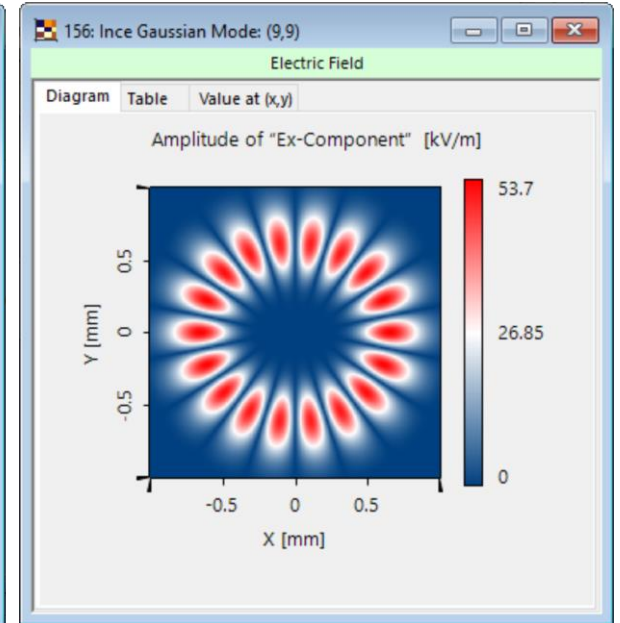 156: Ince Gaussian Mode: (9,9)
Electric Field
Diagram Table Value at (x,y)
Amplitude of "Ex-Component" [kV/m]
53.7
26.85
0
Y [mm]
0.5
0
-0.5
-0.5 0 0.5
X [mm]